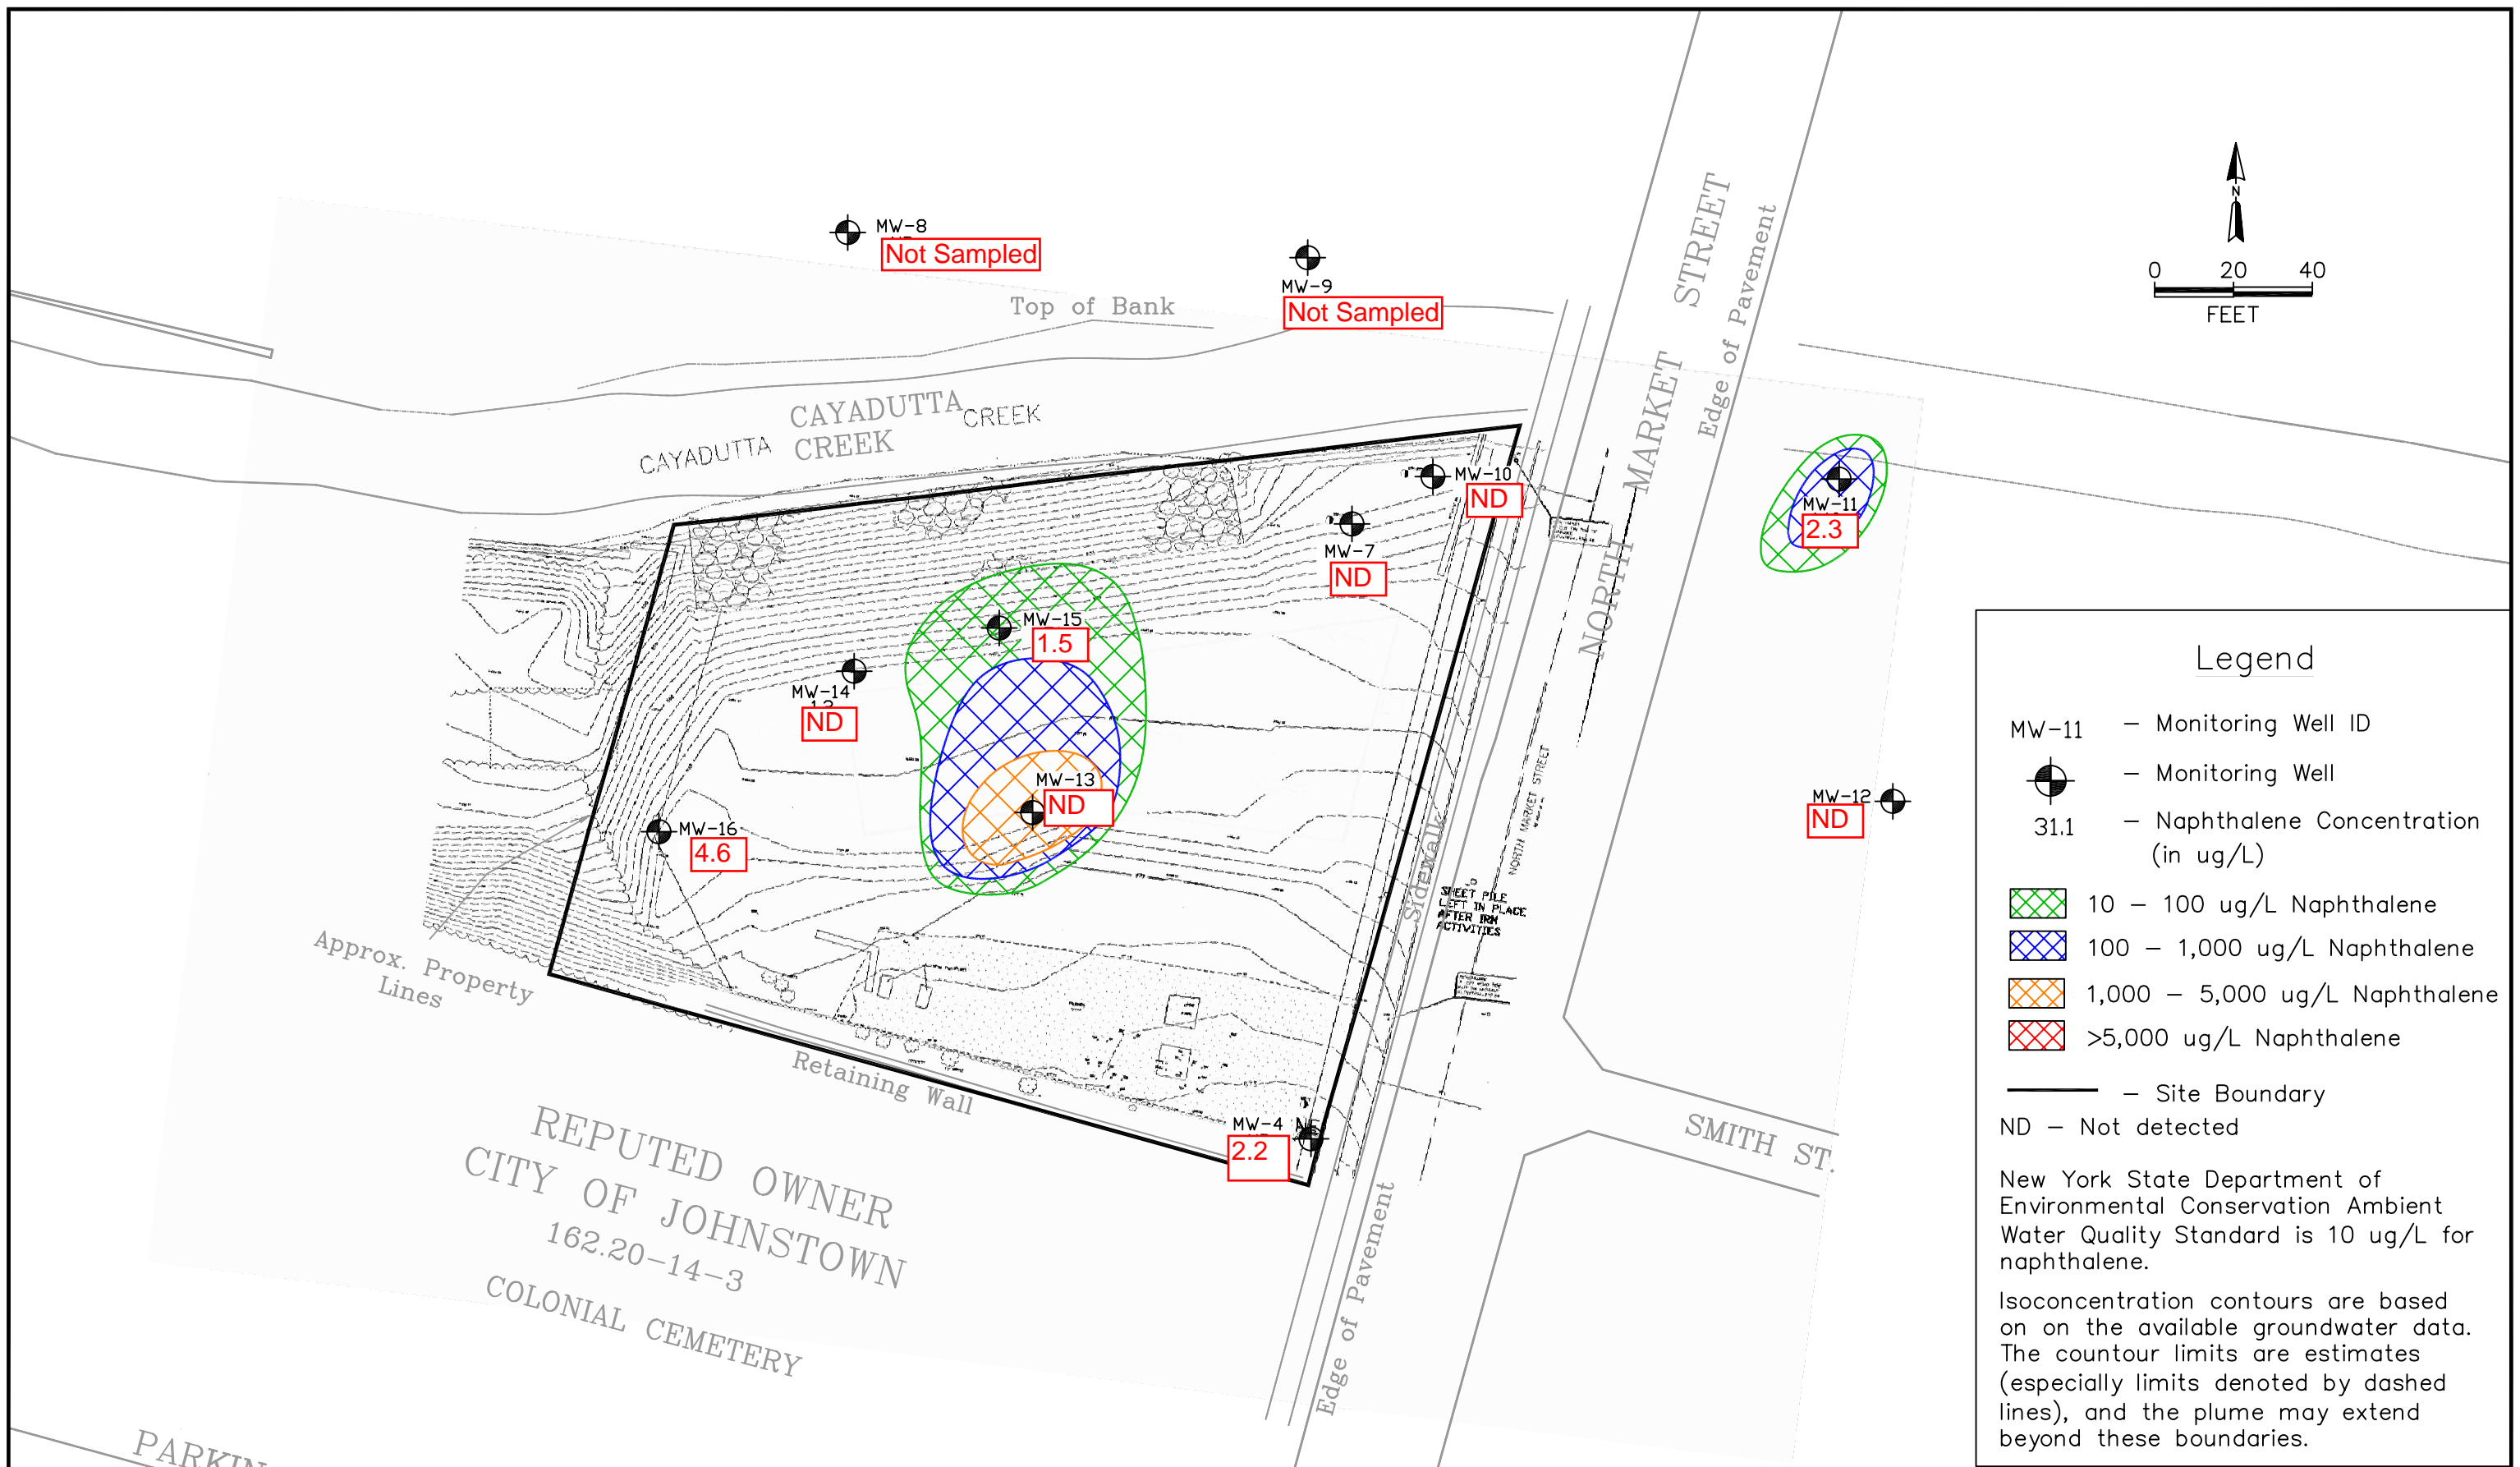 MW-8
Not Sampled
MW-9
Not Sampled
Top of Bank
CAYADUTTA
CREEK
CAYADUTTA CREEK
NORTH MARKET STREET
Edge of Pavement
N
0 20 40
FEET
MW-10
ND
MW-7
ND
MW-11
2.3
MW-15
1.5
MW-14
ND
MW-13
ND
MW-16
4.6
MW-12
ND
MW-4
2.2
NORTH MARKET STREET
Sidewalk
SHEET PILE
LEFT IN PLACE
AFTER IRM
ACTIVITIES
Approx. Property
Lines
Retaining Wall
SMITH ST.
Edge of Pavement
REPUTED OWNER
CITY OF JOHNSTOWN
162.20-14-3
COLONIAL CEMETERY
Legend
MW-11 – Monitoring Well ID
– Monitoring Well
31.1 – Naphthalene Concentration
(in ug/L)
10 – 100 ug/L Naphthalene
100 – 1,000 ug/L Naphthalene
1,000 – 5,000 ug/L Naphthalene
>5,000 ug/L Naphthalene
– Site Boundary
ND – Not detected
New York State Department of
Environmental Conservation Ambient
Water Quality Standard is 10 ug/L for
naphthalene.
Isoconcentration contours are based
on on the available groundwater data.
The countour limits are estimates
(especially limits denoted by dashed
lines), and the plume may extend
beyond these boundaries.